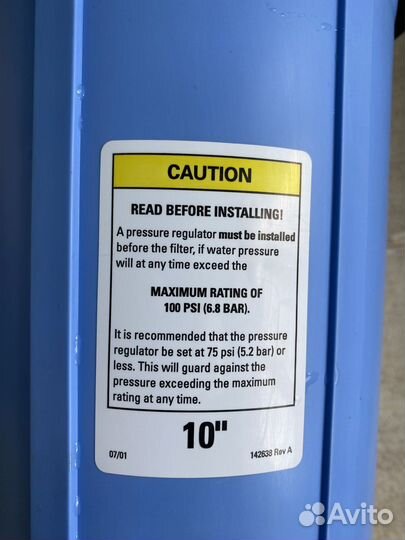 CAUTION
READ BEFORE INSTALLING!
A pressure regulator must be installed
before the filter, if water pressure
will at any time exceed the
MAXIMUM RATING OF
100 PSI (6.8 BAR).
It is recommended that the pressure
regulator be set at 75 psi (5.2 bar) or
less. This will guard against the
pressure exceeding the maximum
rating at any time.
10"
07/01
142638 Rev A
Avito